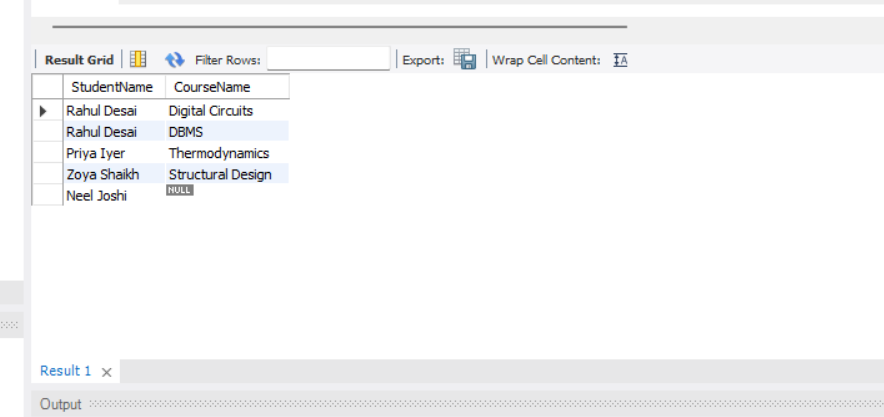 Result Grid Filter Rows: Export: Wrap Cell Content: IA
StudentName CourseName
Rahul Desai Digital Circuits
Rahul Desai DBMS
Priya Iyer Thermodynamics
Zoya Shaikh Structural Design
Neel Joshi NULL
Result 1 ×
Output